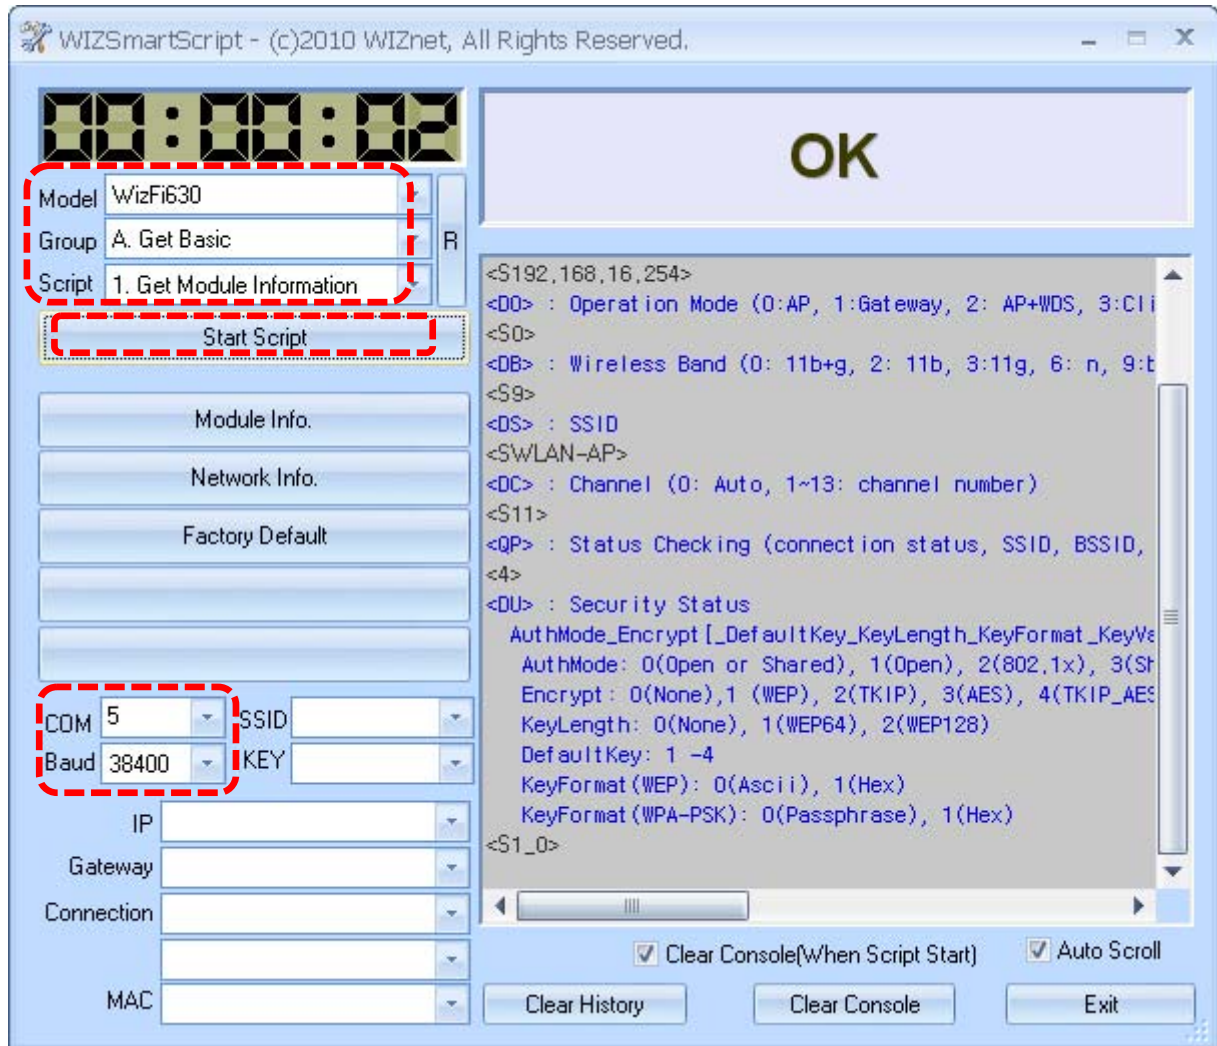 WIZSmartScript - (c)2010 WIZnet, All Rights Reserved.
00:00:02
Model WizFi630
Group A. Get Basic
R
Script 1. Get Module Information
Start Script
Module Info.
Network Info.
Factory Default
COM 5 SSID
Baud 38400 KEY
IP
Gateway
Connection
MAC
OK
<S192,168,16,254>
<DO> : Operation Mode (0:AP, 1:Gateway, 2: AP+WDS, 3:Cli
<S0>
<DB> : Wireless Band (0: 11b+g, 2: 11b, 3:11g, 6: n, 9:b
<S9>
<DS> : SSID
<SWLAN-AP>
<DC> : Channel (0: Auto, 1~13: channel number)
<S11>
<QP> : Status Checking (connection status, SSID, BSSID,
<4>
<DU> : Security Status
AuthMode_Encrypt[_DefaultKey_KeyLength_KeyFormat_KeyVa
AuthMode: 0(Open or Shared), 1(Open), 2(802,1x), 3(Sh
Encrypt: 0(None),1 (WEP), 2(TKIP), 3(AES), 4(TKIP_AES
KeyLength: 0(None), 1(WEP64), 2(WEP128)
DefaultKey: 1 -4
KeyFormat(WEP): 0(Ascii), 1(Hex)
KeyFormat(WPA-PSK): 0(Passphrase), 1(Hex)
<S1_0>
Clear Console(When Script Start) Auto Scroll
Clear History Clear Console Exit